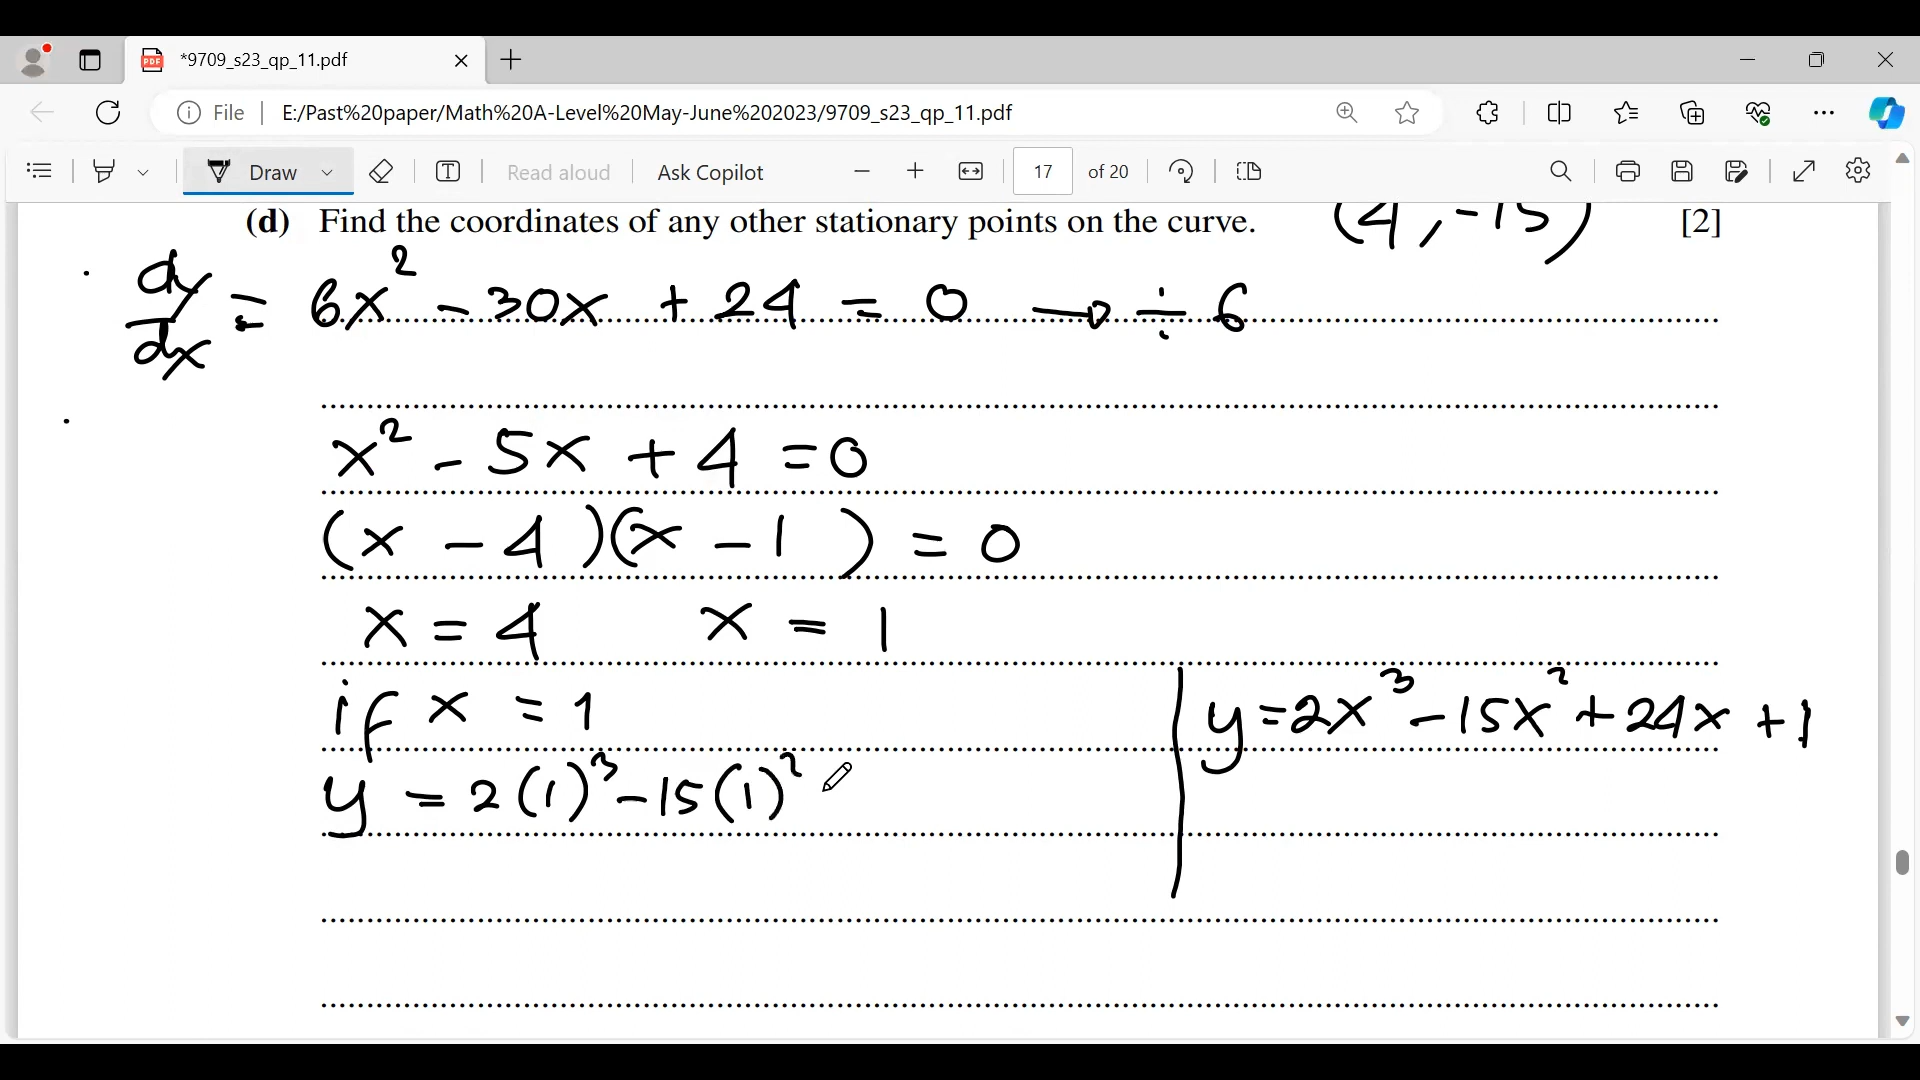 *9709_s23_qp_11.pdf
File | E:/Past%20paper/Math%20A-Level%20May-June%202023/9709_s23_qp_11.pdf
Draw Read aloud Ask Copilot 17 of 20
(d) Find the coordinates of any other stationary points on the curve. (4, -15) [2]
dy/dx = 6x² - 30x + 24 = 0 → ÷ 6
x² - 5x + 4 = 0
(x - 4)(x - 1) = 0
x = 4 x = 1
if x = 1
y = 2x³ - 15x² + 24x + 1
y = 2(1)³ - 15(1)²